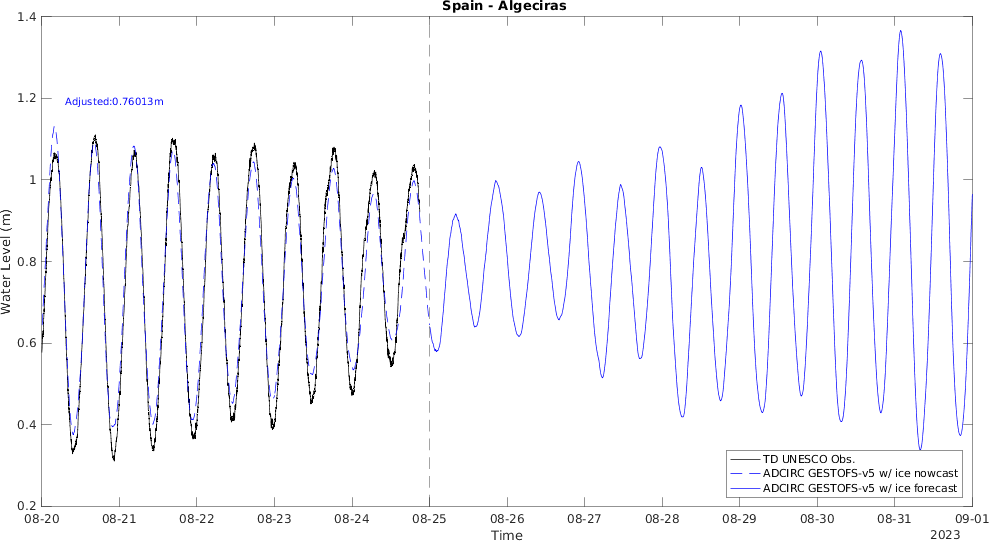 Spain - Algeciras
1.4
1.2
1
0.8
0.6
0.4
0.2
Water Level (m)
Adjusted:0.76013m
TD UNESCO Obs.
ADCIRC GESTOFS-v5 w/ ice nowcast
ADCIRC GESTOFS-v5 w/ ice forecast
08-20 08-21 08-22 08-23 08-24 08-25 08-26 08-27 08-28 08-29 08-30 08-31 09-01
Time
2023